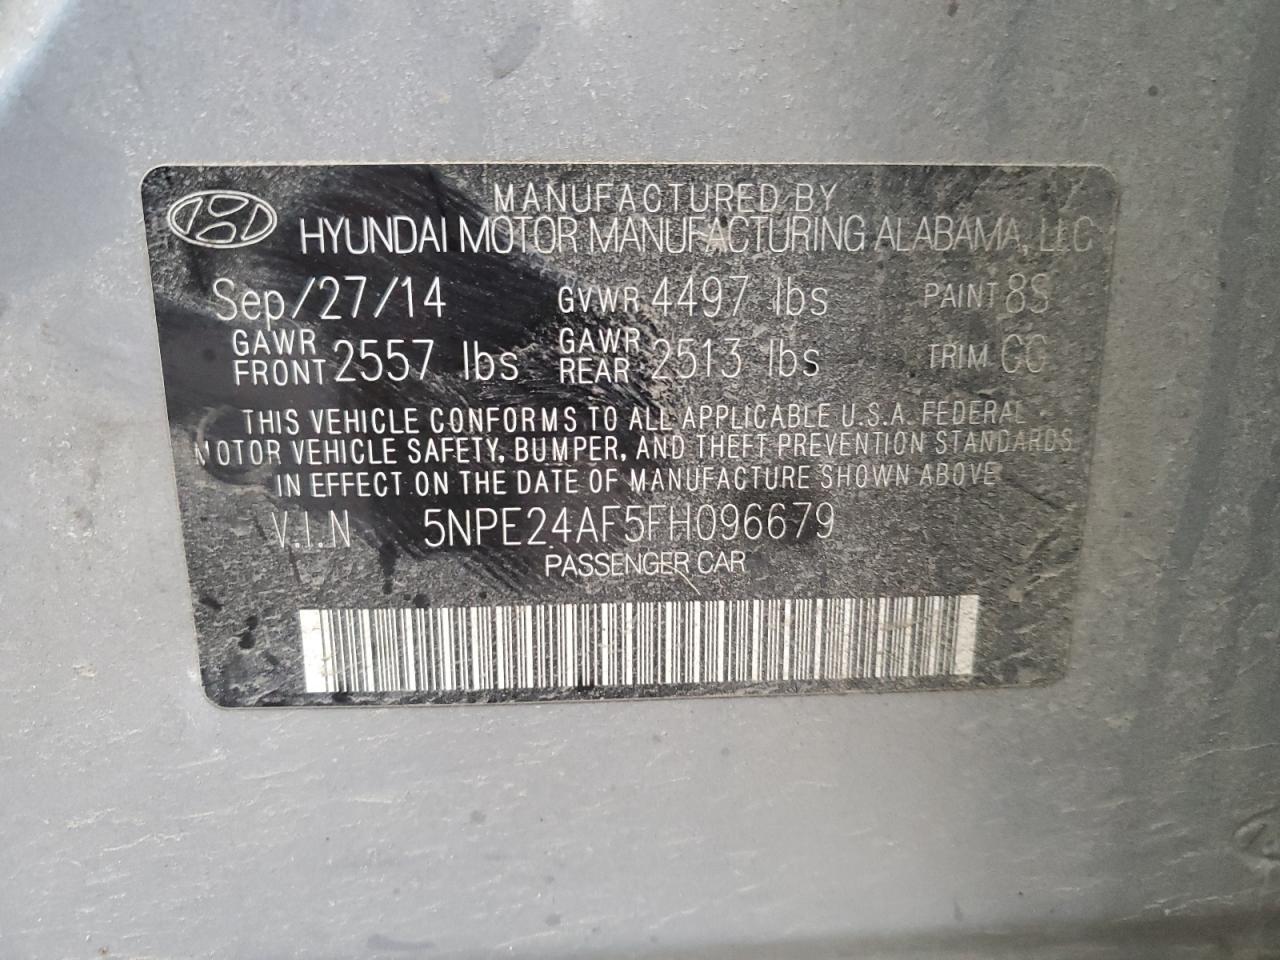 MANUFACTURED BY
HYUNDAI MOTOR MANUFACTURING ALABAMA, LLC
Sep/27/14 GVWR 4497 lbs PAINT 8S
GAWR FRONT 2557 lbs GAWR REAR 2513 lbs TRIM CG
THIS VEHICLE CONFORMS TO ALL APPLICABLE U.S.A. FEDERAL
MOTOR VEHICLE SAFETY, BUMPER, AND THEFT PREVENTION STANDARDS
IN EFFECT ON THE DATE OF MANUFACTURE SHOWN ABOVE
V.I.N 5NPE24AF5FH096679
PASSENGER CAR